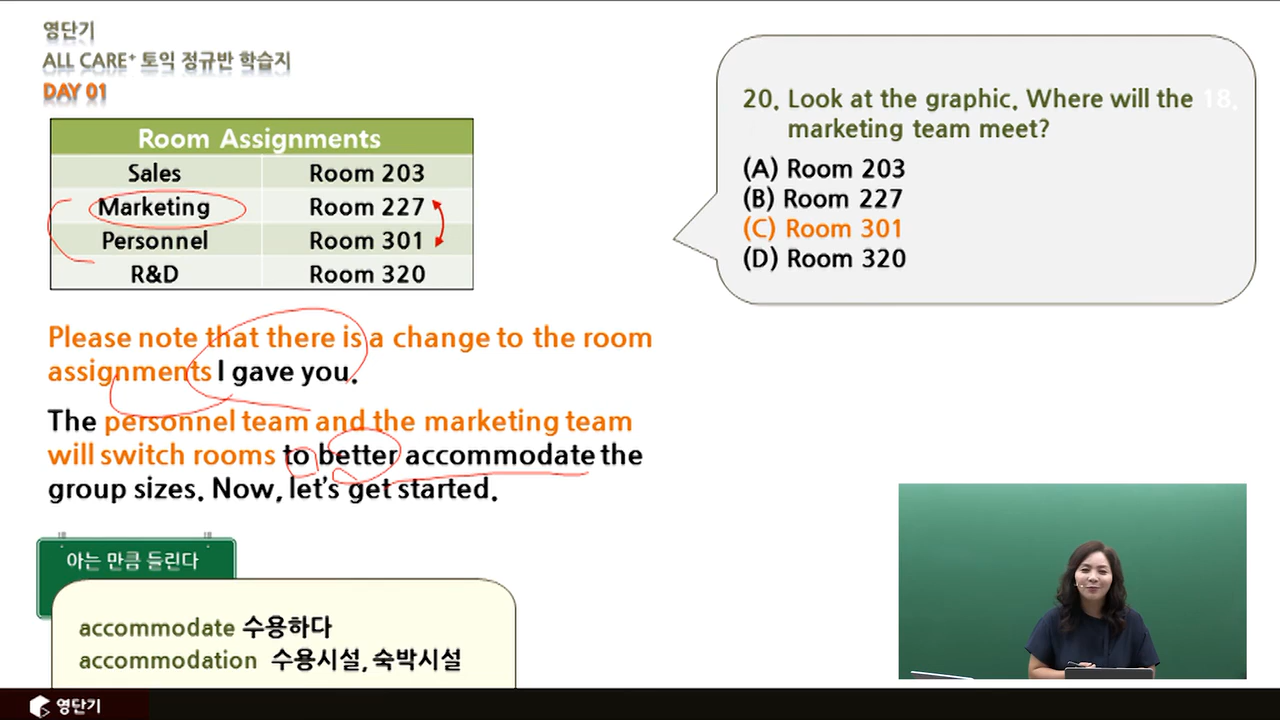 영단기
ALL CARE+ 토익 정규반 학습지
DAY 01
Room Assignments
Sales Room 203
Marketing Room 227
Personnel Room 301
R&D Room 320
Please note that there is a change to the room
assignments I gave you.
The personnel team and the marketing team
will switch rooms to better accommodate the
group sizes. Now, let's get started.
20. Look at the graphic. Where will the 18.
marketing team meet?
(A) Room 203
(B) Room 227
(C) Room 301
(D) Room 320
아는 만큼 들린다
accommodate 수용하다
accommodation 수용시설, 숙박시설
영단기